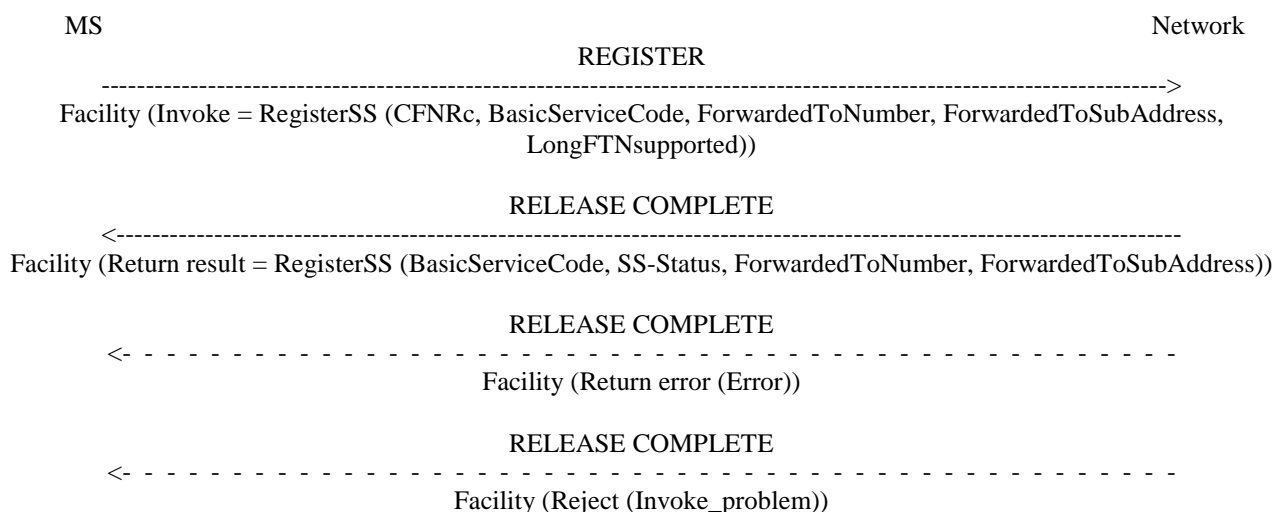 MS Network
REGISTER
------------------------------------------------------------------------------------------------------------------------>
Facility (Invoke = RegisterSS (CFNRc, BasicServiceCode, ForwardedToNumber, ForwardedToSubAddress,
LongFTNsupported))
RELEASE COMPLETE
<------------------------------------------------------------------------------------------------------------------------
Facility (Return result = RegisterSS (BasicServiceCode, SS-Status, ForwardedToNumber, ForwardedToSubAddress))
RELEASE COMPLETE
<- - - - - - - - - - - - - - - - - - - - - - - - - - - - - - - - - - - - - - - - - - - - - - - -
Facility (Return error (Error))
RELEASE COMPLETE
<- - - - - - - - - - - - - - - - - - - - - - - - - - - - - - - - - - - - - - - - - - - - - - - -
Facility (Reject (Invoke_problem))